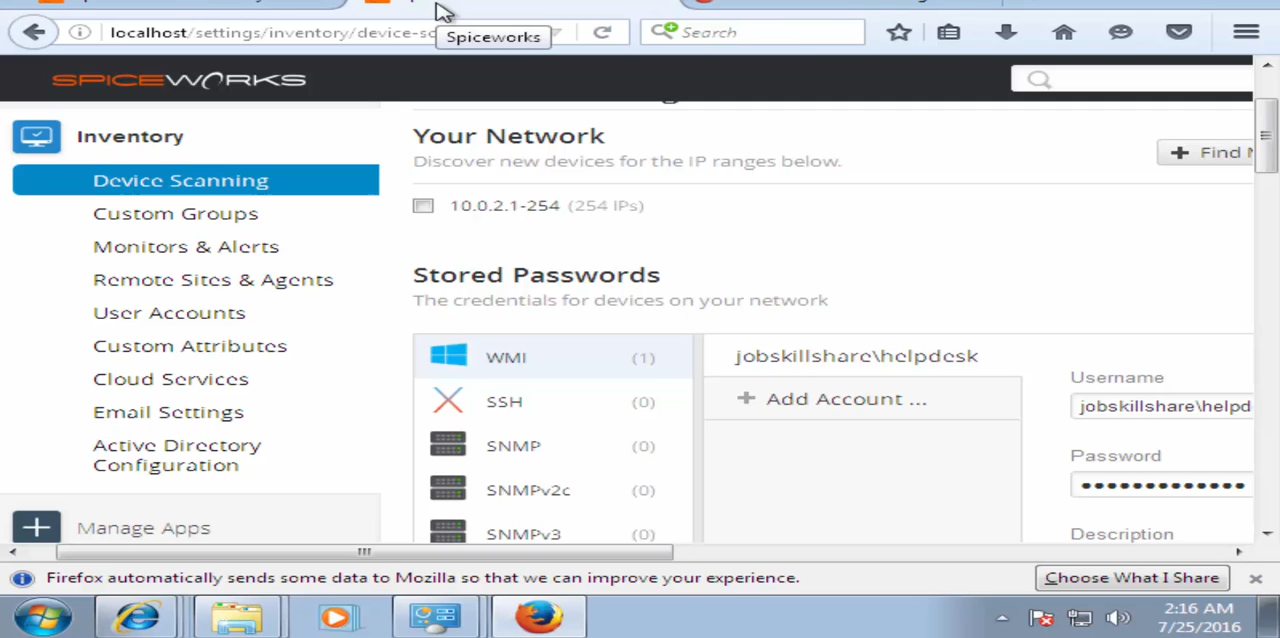 localhost/settings/inventory/device-sc
Search
Spiceworks
SPICEWORKS
Inventory
Device Scanning
Custom Groups
Monitors & Alerts
Remote Sites & Agents
User Accounts
Custom Attributes
Cloud Services
Email Settings
Active Directory
Configuration
Manage Apps
Your Network
Discover new devices for the IP ranges below.
Find
10.0.2.1-254 (254 IPs)
Stored Passwords
The credentials for devices on your network
WMI (1)
SSH (0)
SNMP (0)
SNMPv2c (0)
SNMPv3 (0)
jobskillshare\helpdesk
Add Account ...
Username
jobskillshare\helpd
Password
Description
Firefox automatically sends some data to Mozilla so that we can improve your experience.
Choose What I Share
2:16 AM
7/25/2016